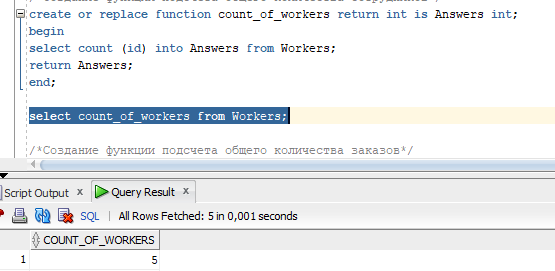 create or replace function count_of_workers return int is Answers int;
begin
select count (id) into Answers from Workers;
return Answers;
end;
select count_of_workers from Workers;
/*Создание функции подсчета общего количества заказов*/
Script Output x Query Result x
SQL | All Rows Fetched: 5 in 0,001 seconds
COUNT_OF_WORKERS
1 5